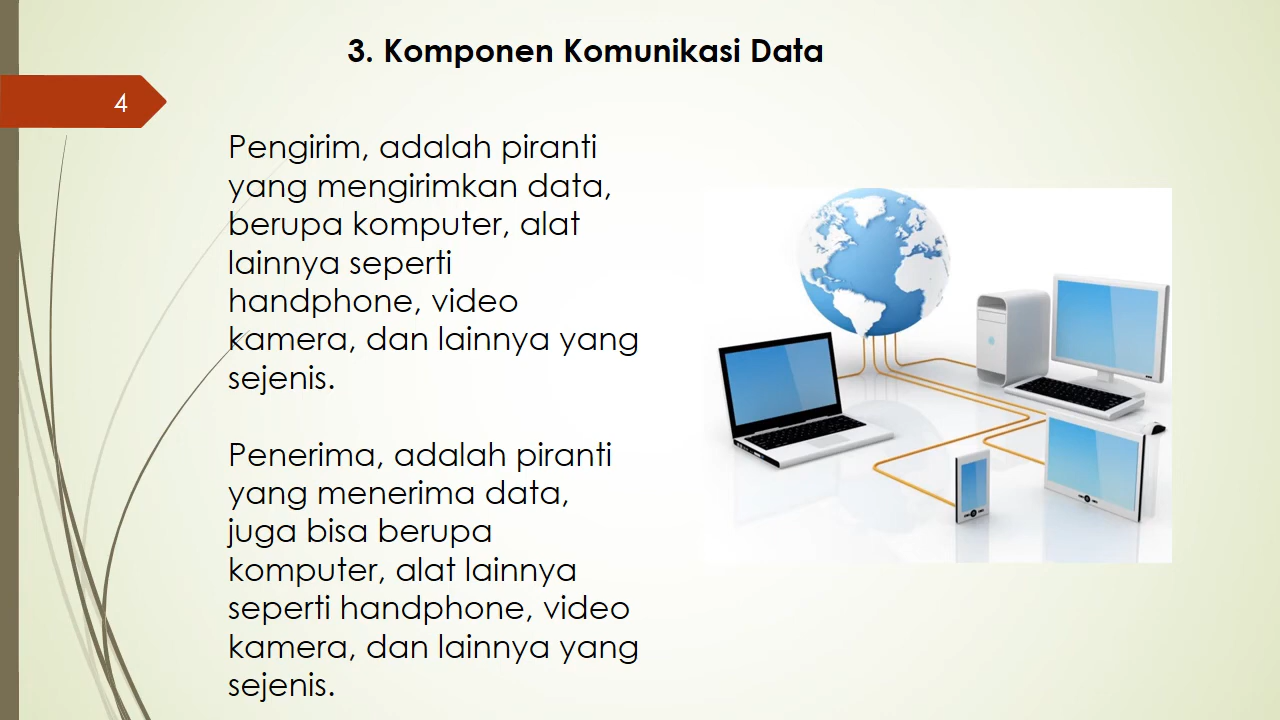 3. Komponen Komunikasi Data
4
Pengirim, adalah piranti
yang mengirimkan data,
berupa komputer, alat
lainnya seperti
handphone, video
kamera, dan lainnya yang
sejenis.
Penerima, adalah piranti
yang menerima data,
juga bisa berupa
komputer, alat lainnya
seperti handphone, video
kamera, dan lainnya yang
sejenis.